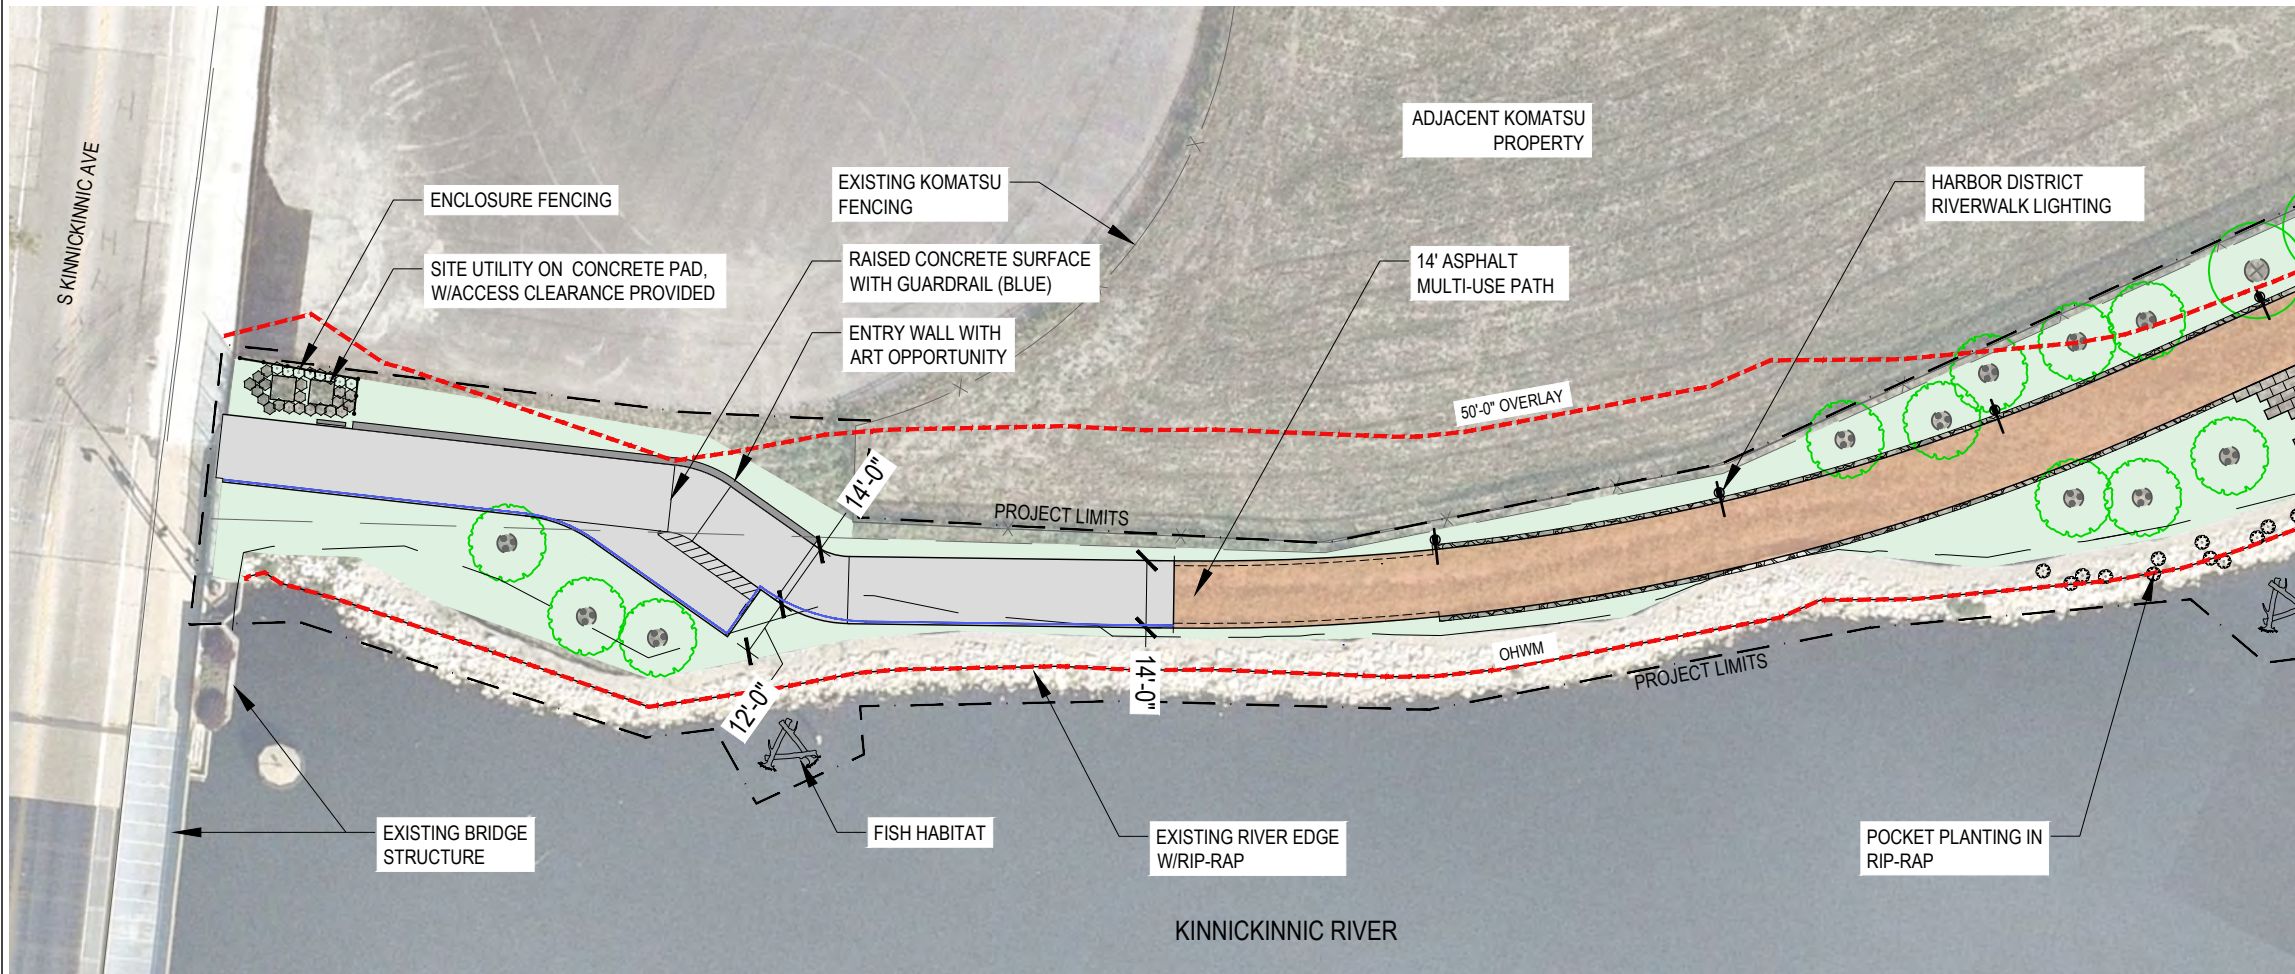 S KINNICKINNIC AVE
ENCLOSURE FENCING
SITE UTILITY ON CONCRETE PAD,
W/ACCESS CLEARANCE PROVIDED
EXISTING KOMATSU
FENCING
RAISED CONCRETE SURFACE
WITH GUARDRAIL (BLUE)
ENTRY WALL WITH
ART OPPORTUNITY
ADJACENT KOMATSU
PROPERTY
14' ASPHALT
MULTI-USE PATH
HARBOR DISTRICT
RIVERWALK LIGHTING
50'-0" OVERLAY
14'-0"
PROJECT LIMITS
12'-0"
14'-0"
OHWM
PROJECT LIMITS
EXISTING BRIDGE
STRUCTURE
FISH HABITAT
EXISTING RIVER EDGE
W/RIP-RAP
POCKET PLANTING IN
RIP-RAP
KINNICKINNIC RIVER